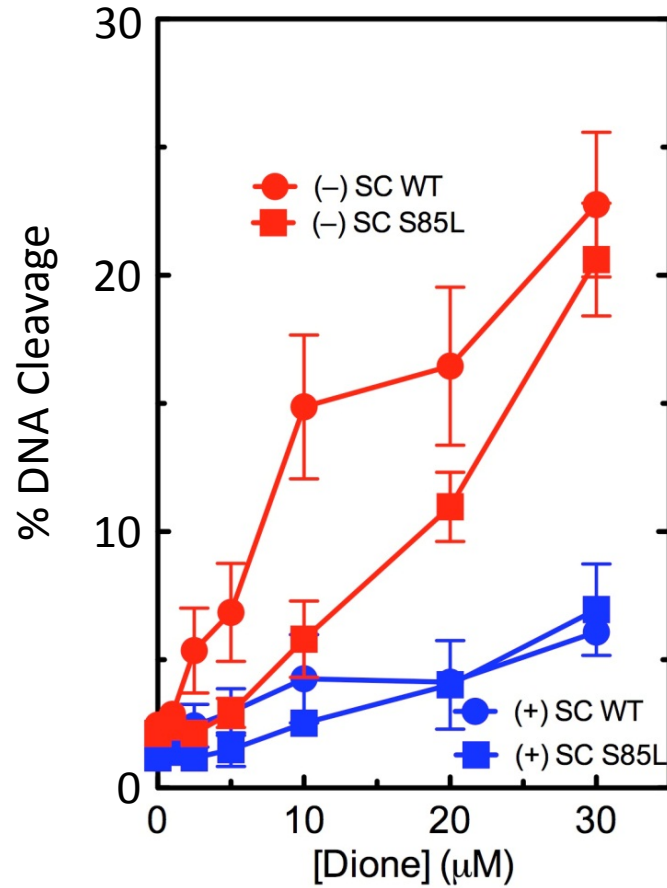 30
(–) SC WT
(–) SC S85L
20
% DNA Cleavage
10
(+) SC WT
(+) SC S85L
0
0 10 20 30
[Dione] (μM)